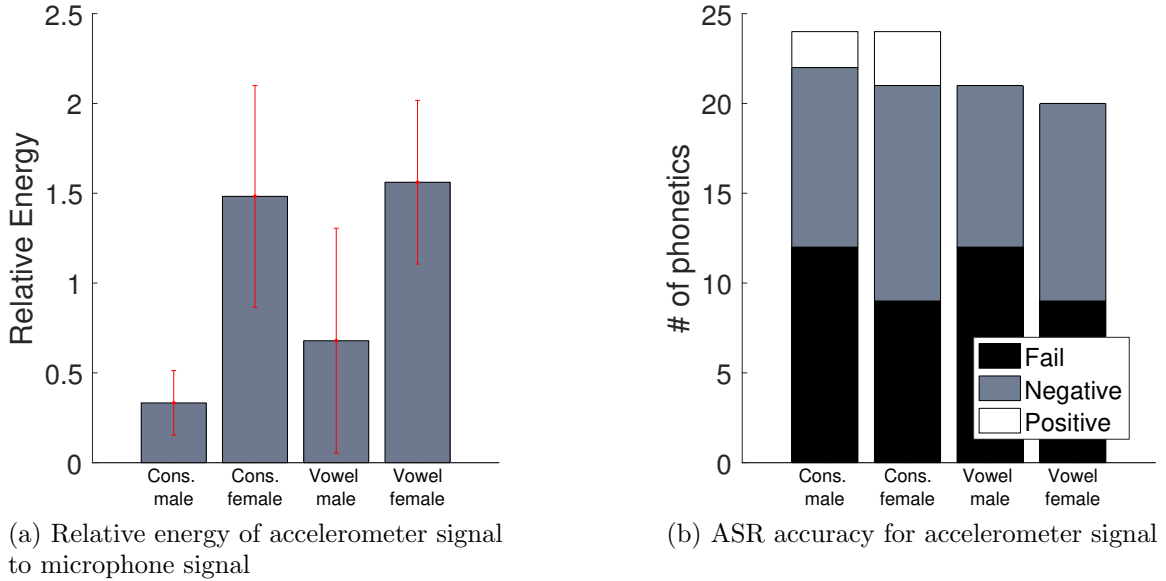 Relative Energy
2.5
2
1.5
1
0.5
0
Cons.
male
Cons.
female
Vowel
male
Vowel
female
(a) Relative energy of accelerometer signal
to microphone signal
# of phonetics
25
20
15
10
5
0
Fail
Negative
Positive
Cons.
male
Cons.
female
Vowel
male
Vowel
female
(b) ASR accuracy for accelerometer signal